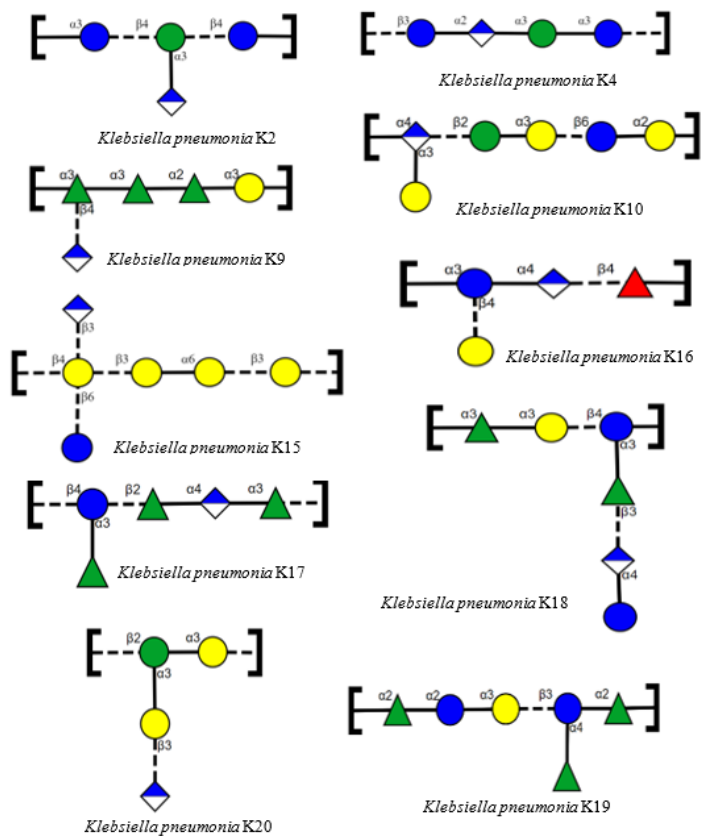 α3 β4 β4
α3
Klebsiella pneumonia K2
β3 α2 α3 α3
Klebsiella pneumonia K4
α4 β2 α3 β6 α2
α3
Klebsiella pneumonia K10
α3 α3 α2 α3
β4
Klebsiella pneumonia K9
α3 α4 β4
β4
Klebsiella pneumonia K16
β3
β4 β3 α6 β3
β6
Klebsiella pneumonia K15
α3 α3 β4
α3
β3
α4
Klebsiella pneumonia K18
β4 β2 α4 α3
α3
Klebsiella pneumonia K17
β2 α3
α3
β3
Klebsiella pneumonia K20
α2 α2 α3 β3 α2
α4
Klebsiella pneumonia K19